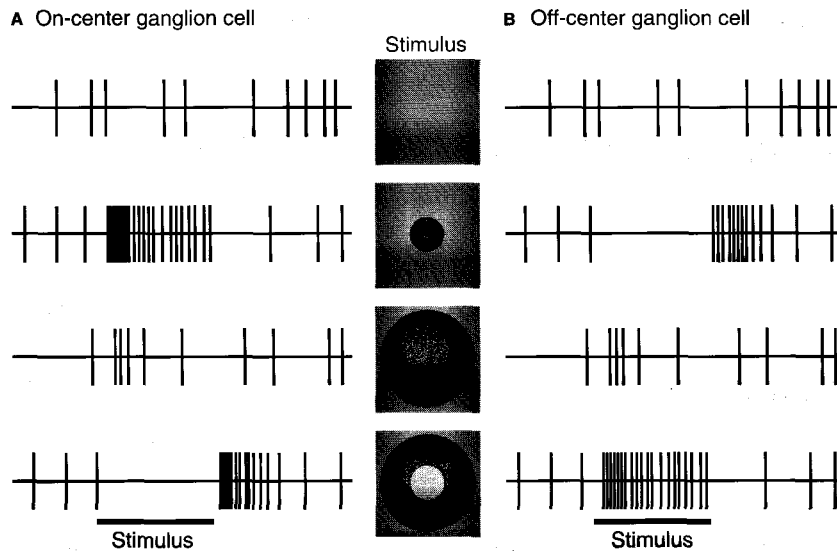 A On-center ganglion cell
Stimulus
B Off-center ganglion cell
Stimulus
Stimulus